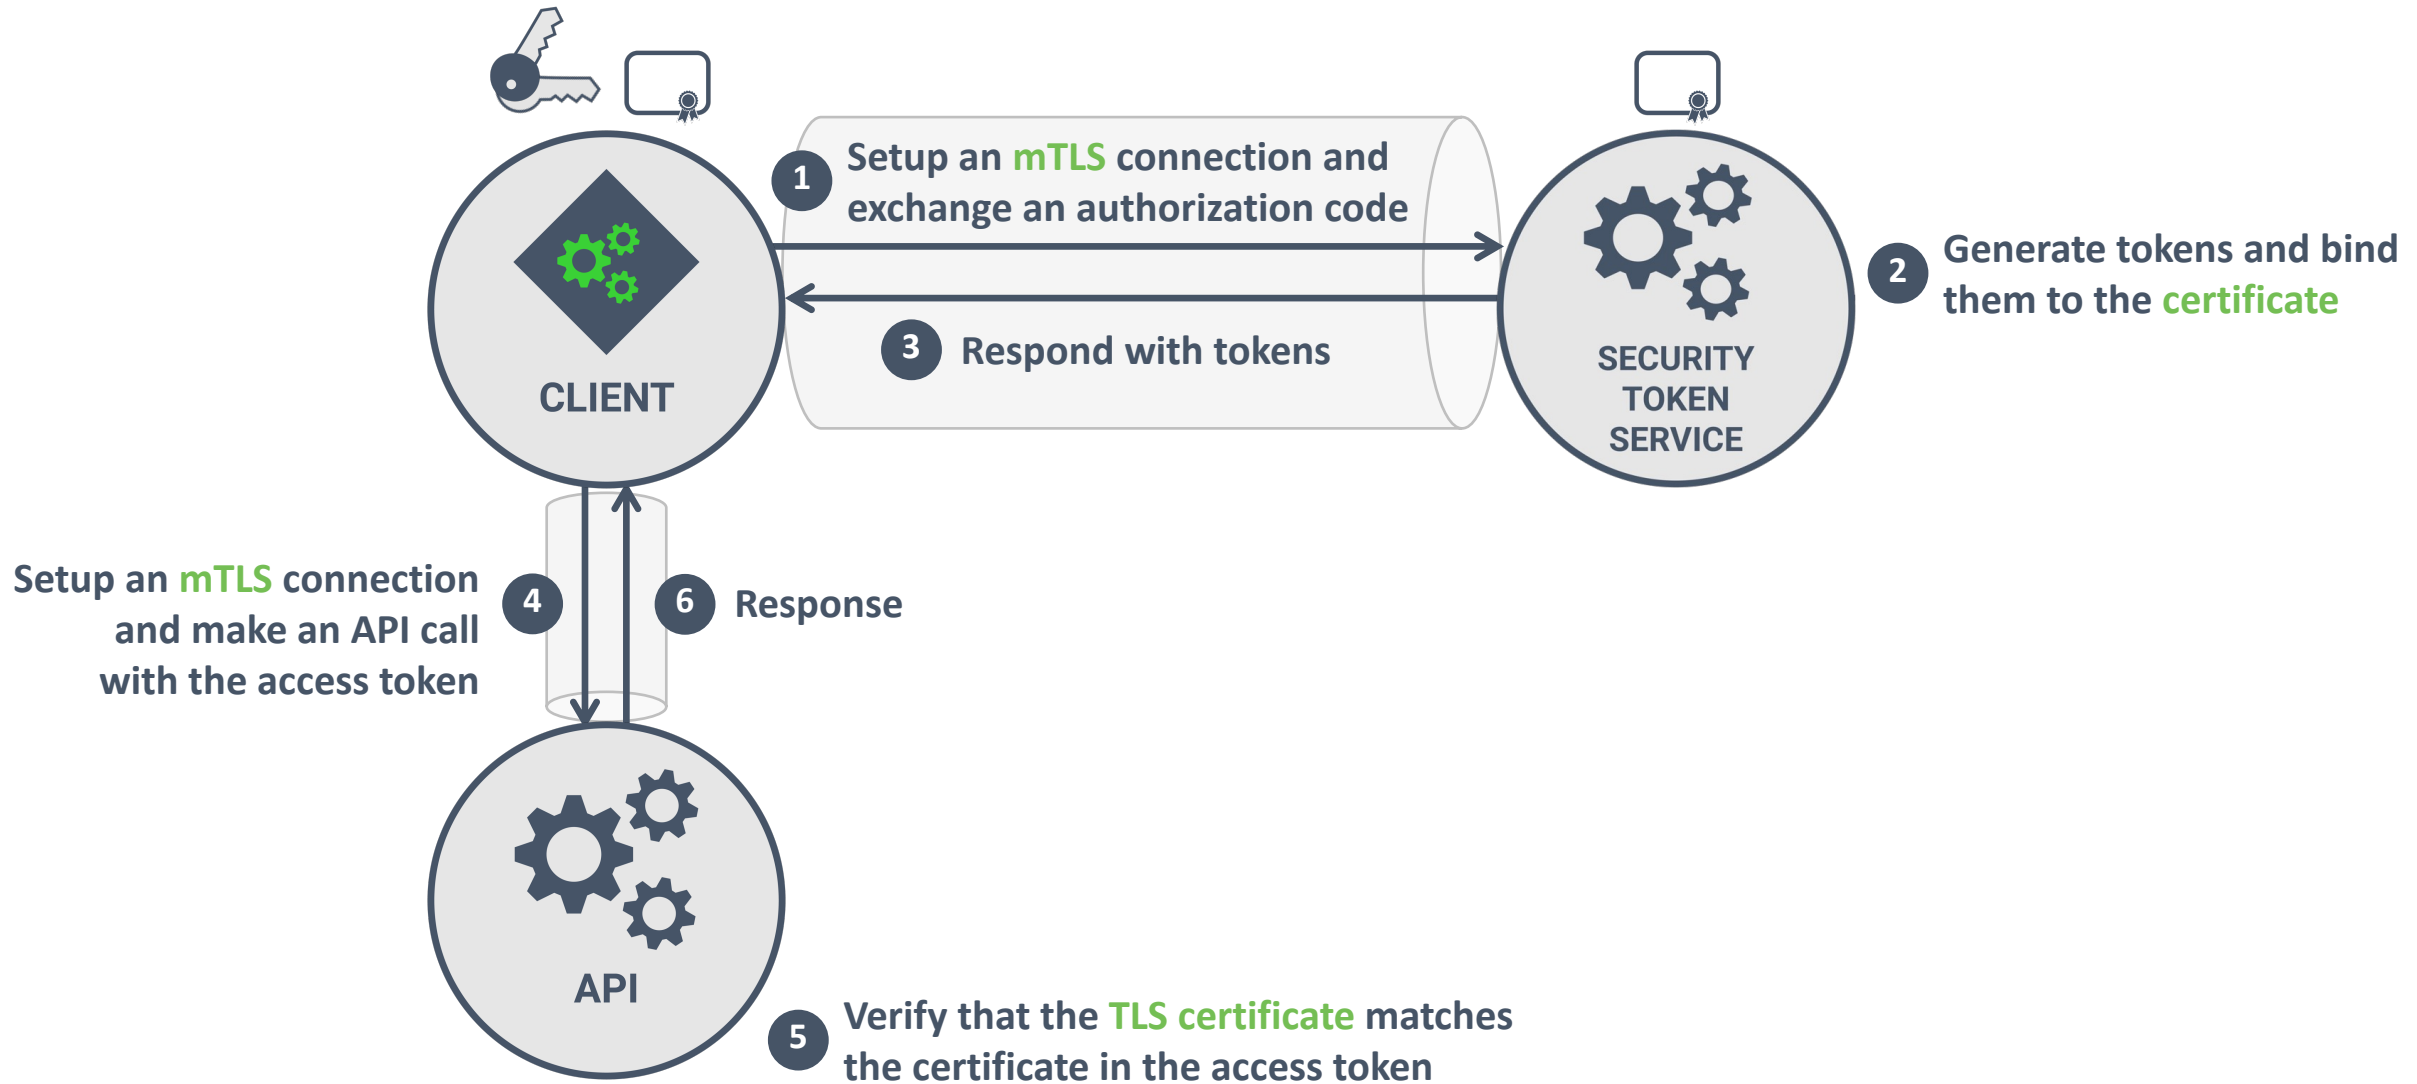 1 Setup an mTLS connection and
exchange an authorization code
2 Generate tokens and bind
them to the certificate
3 Respond with tokens
CLIENT
SECURITY
TOKEN
SERVICE
Setup an mTLS connection 4
and make an API call
with the access token
6 Response
API
5 Verify that the TLS certificate matches
the certificate in the access token